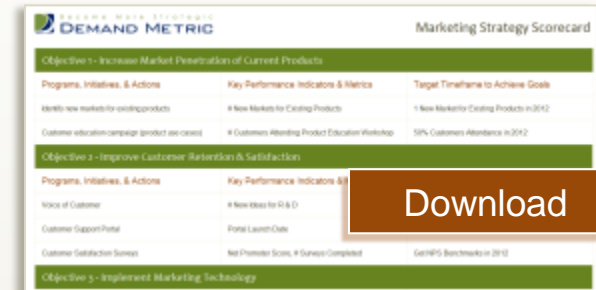 Become More Strategic
DEMAND METRIC
Marketing Strategy Scorecard
Objective 1 - Increase Market Penetration of Current Products
Programs, Initiatives, & Actions Key Performance Indicators & Metrics Target Timeframe to Achieve Goals
Identify new markets for existing products # New Markets for Existing Products 1 New Market for Existing Products in 2012
Customer education campaign (product use cases) # Customers Attending Product Education Workshop 50% Customers Attendance in 2012
Objective 2 - Improve Customer Retention & Satisfaction
Programs, Initiatives, & Actions Key Performance Indicators &
Download
Voice of Customer # New Ideas for R & D
Customer Support Portal Portal Launch Date
Customer Satisfaction Surveys Net Promoter Score, # Surveys Completed Get NPS Benchmarks in 2012
Objective 3 - Implement Marketing Technology